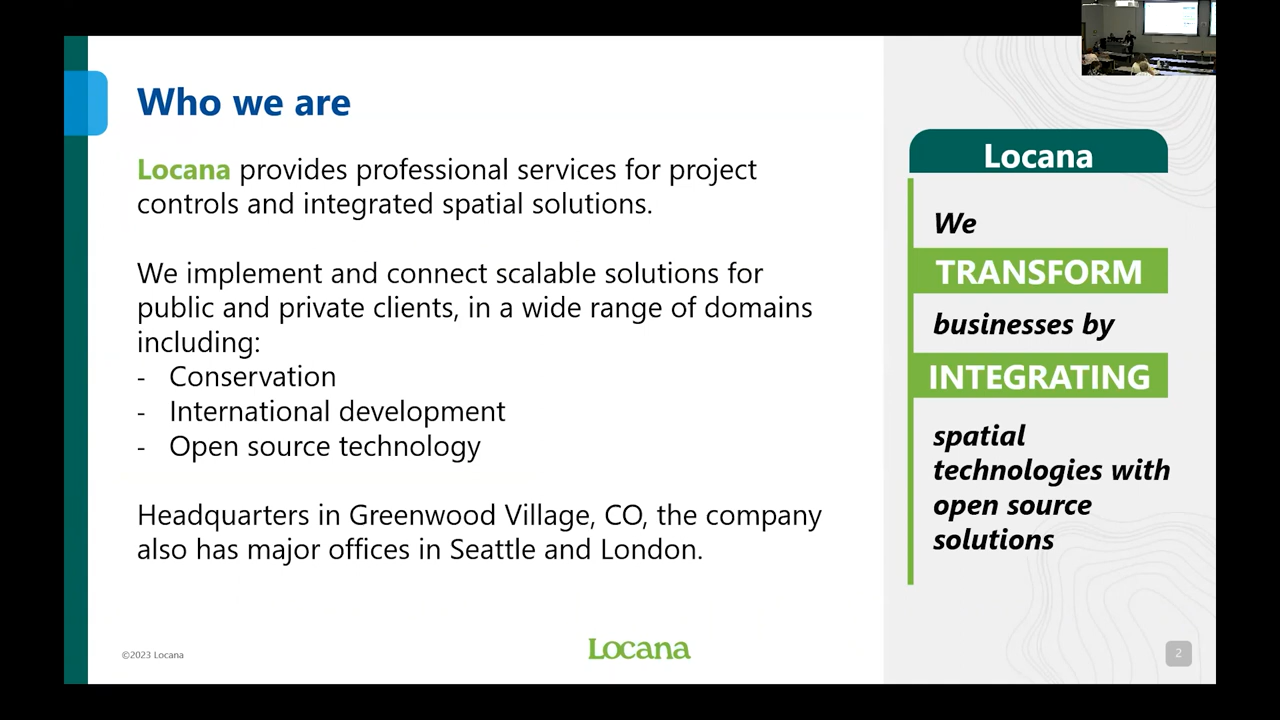 Who we are
Locana provides professional services for project
controls and integrated spatial solutions.
We implement and connect scalable solutions for
public and private clients, in a wide range of domains
including:
- Conservation
- International development
- Open source technology
Headquarters in Greenwood Village, CO, the company
also has major offices in Seattle and London.
Locana
We
TRANSFORM
businesses by
INTEGRATING
spatial
technologies with
open source
solutions
©2023 Locana
Locana
2